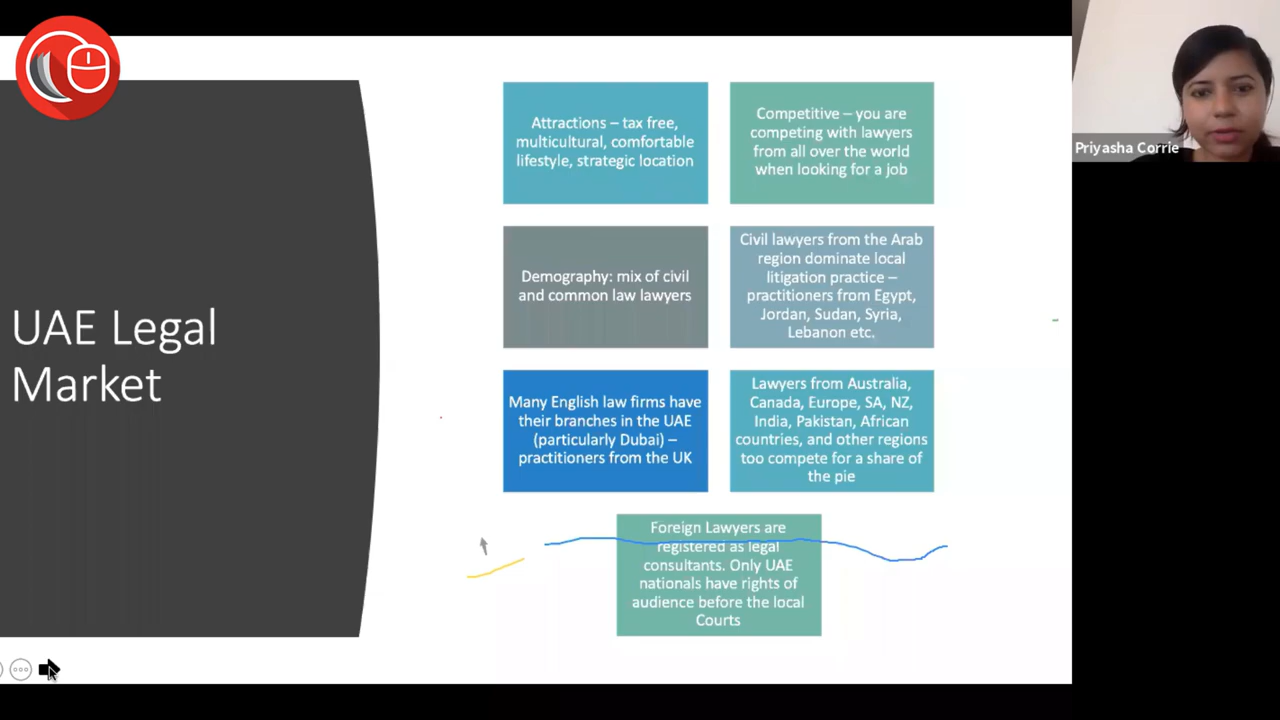 UAE Legal
Market
Attractions – tax free,
multicultural, comfortable
lifestyle, strategic location
Competitive – you are
competing with lawyers
from all over the world
when looking for a job
Demography: mix of civil
and common law lawyers
Civil lawyers from the Arab
region dominate local
litigation practice –
practitioners from Egypt,
Jordan, Sudan, Syria,
Lebanon etc.
Many English law firms have
their branches in the UAE
(particularly Dubai) –
practitioners from the UK
Lawyers from Australia,
Canada, Europe, SA, NZ,
India, Pakistan, African
countries, and other regions
too compete for a share of
the pie
Foreign Lawyers are
registered as legal
consultants. Only UAE
nationals have rights of
audience before the local
Courts
Priyasha Corrie